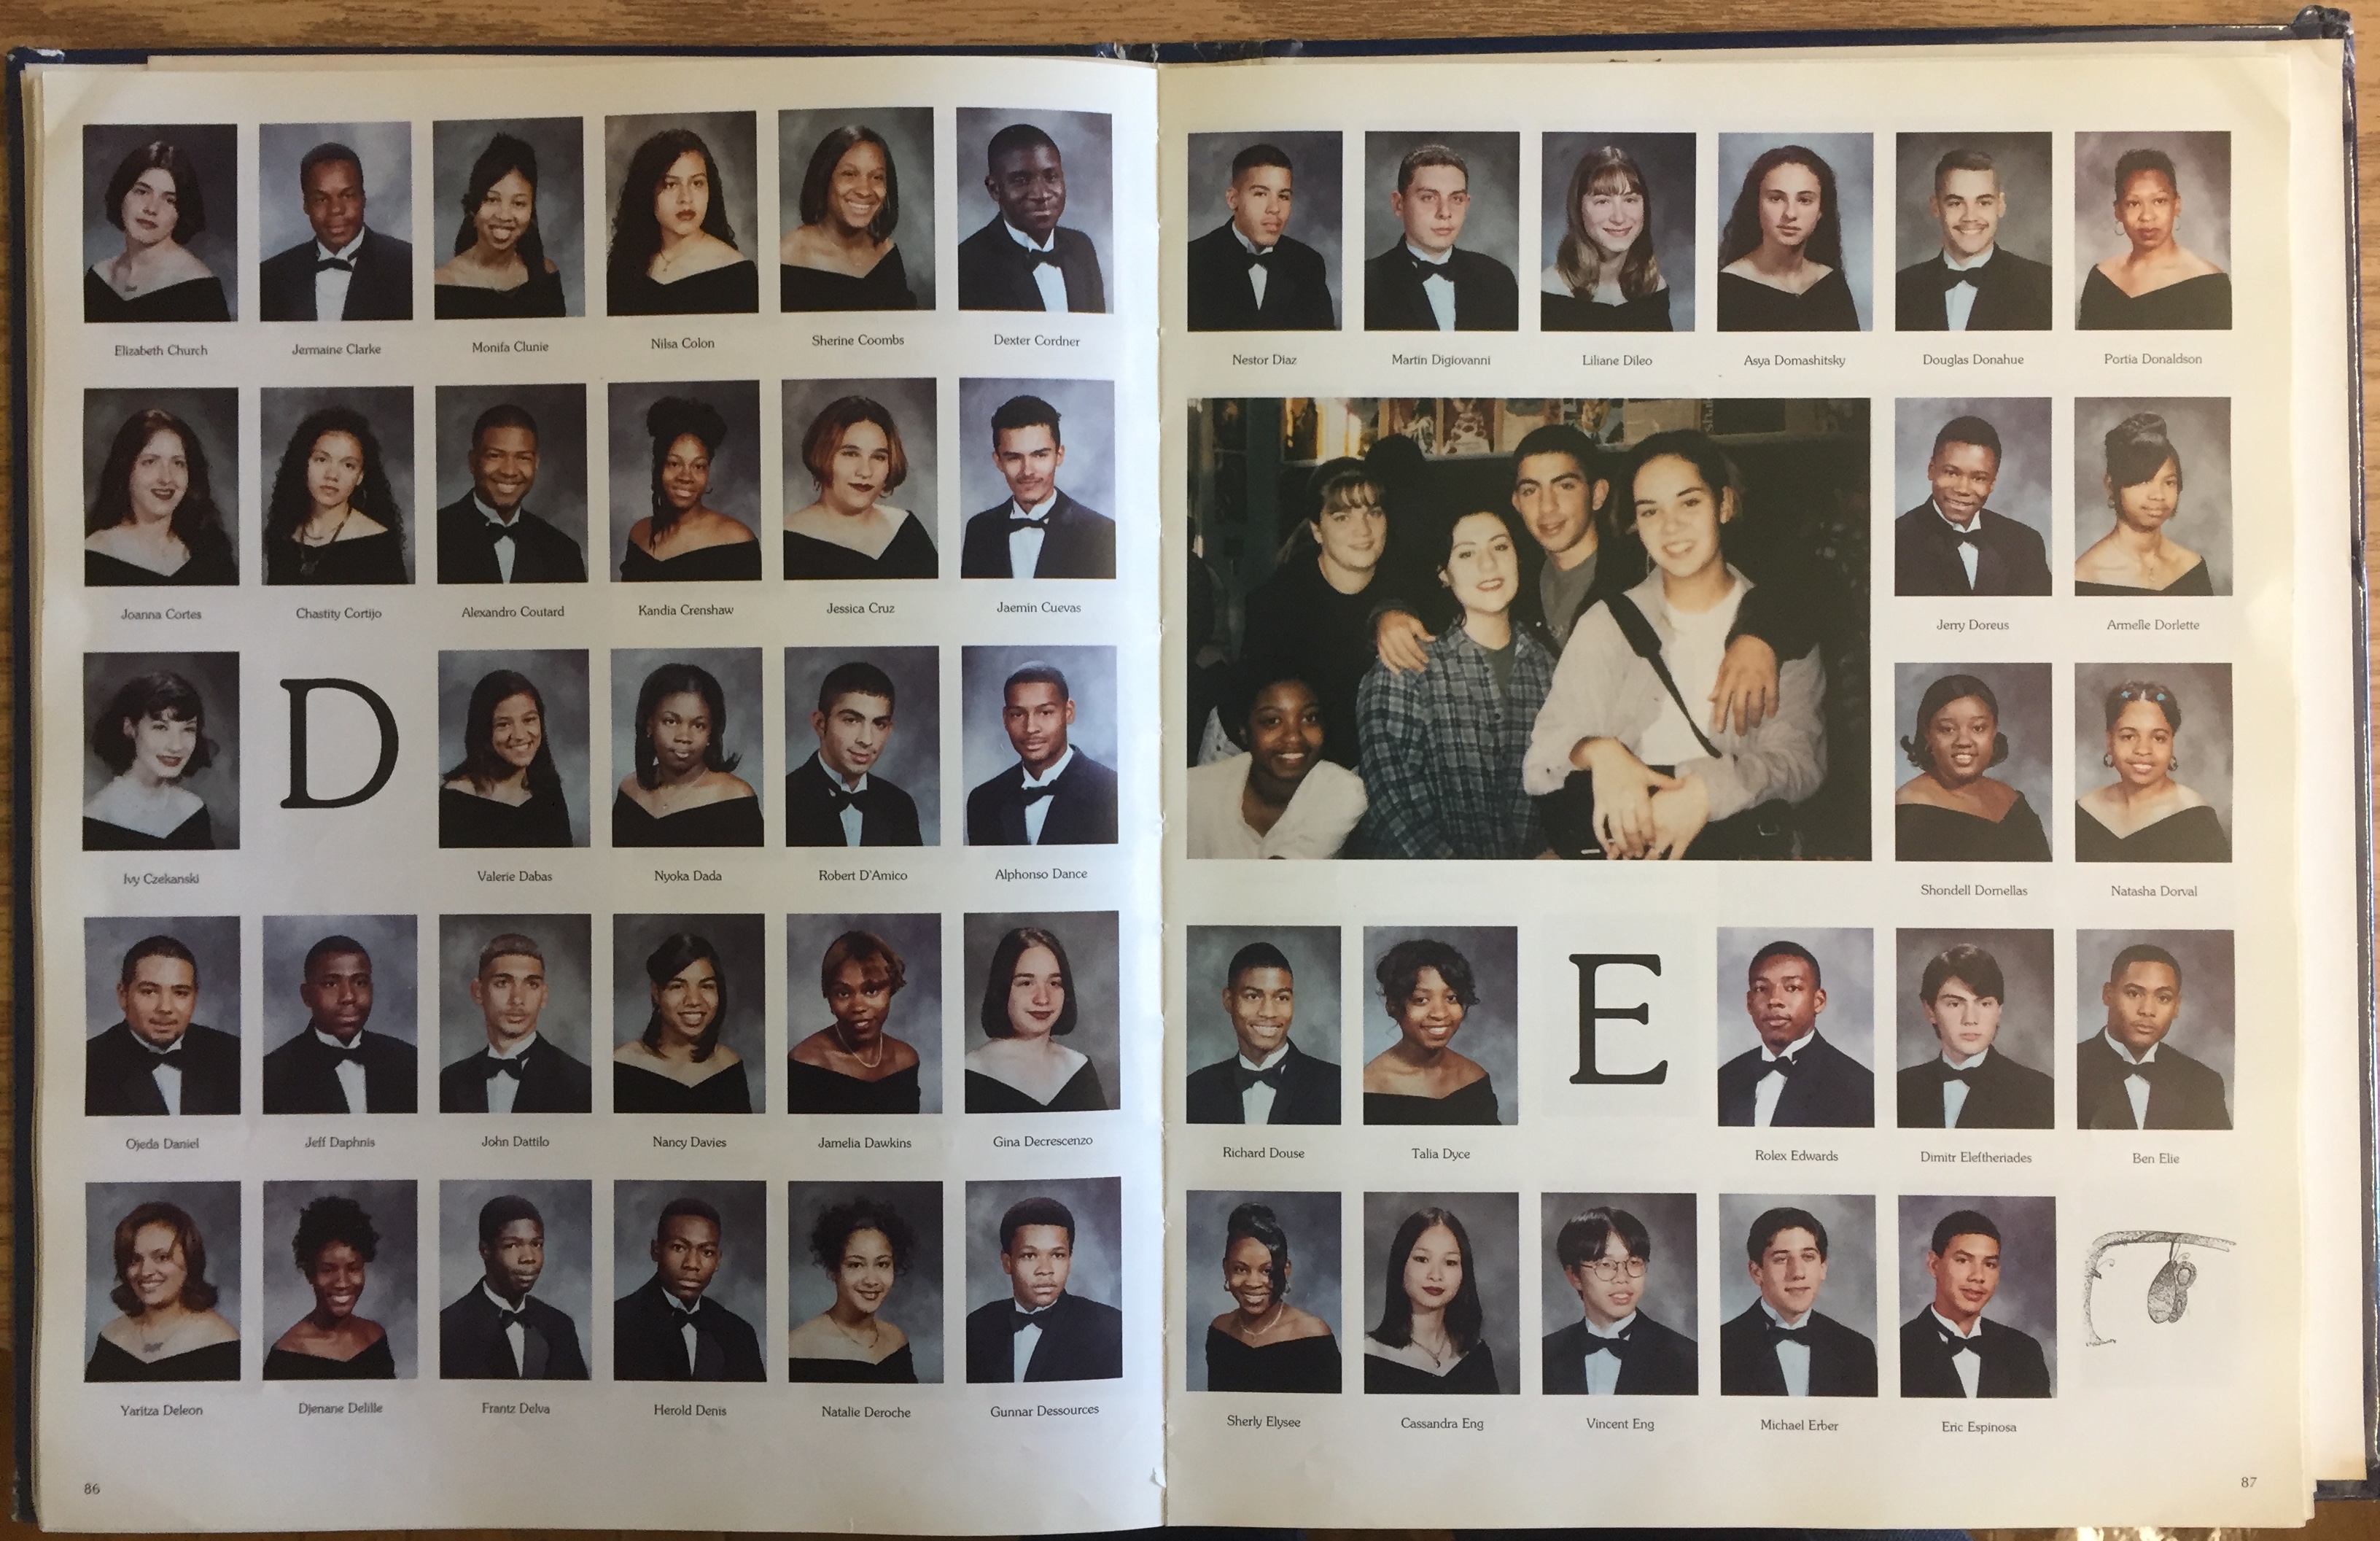 Elizabeth Church
Jermaine Clarke
Monifa Clunie
Nilsa Colon
Sherine Coombs
Dexter Cordner
Joanna Cortes
Chastity Cortijo
Alexandro Coutard
Kandia Crenshaw
Jessica Cruz
Jaemin Cuevas
Ivy Czekanski
D
Valerie Dabas
Nyoka Dada
Robert D'Amico
Alphonso Dance
Ojeda Daniel
Jeff Daphnis
John Dattilo
Nancy Davies
Jamelia Dawkins
Gina Decrescenzo
Yaritza Deleon
Djenane Delille
Frantz Delva
Herold Denis
Natalie Deroche
Gunnar Dessources
86
Nestor Diaz
Martin Digiovanni
Liliane Dileo
Asya Domashitsky
Douglas Donahue
Portia Donaldson
Jerry Doreus
Armelle Dorlette
Shondell Dornellas
Natasha Dorval
Richard Douse
Talia Dyce
E
Rolex Edwards
Dimitr Eleftheriades
Ben Elie
Sherly Elysee
Cassandra Eng
Vincent Eng
Michael Erber
Eric Espinosa
87